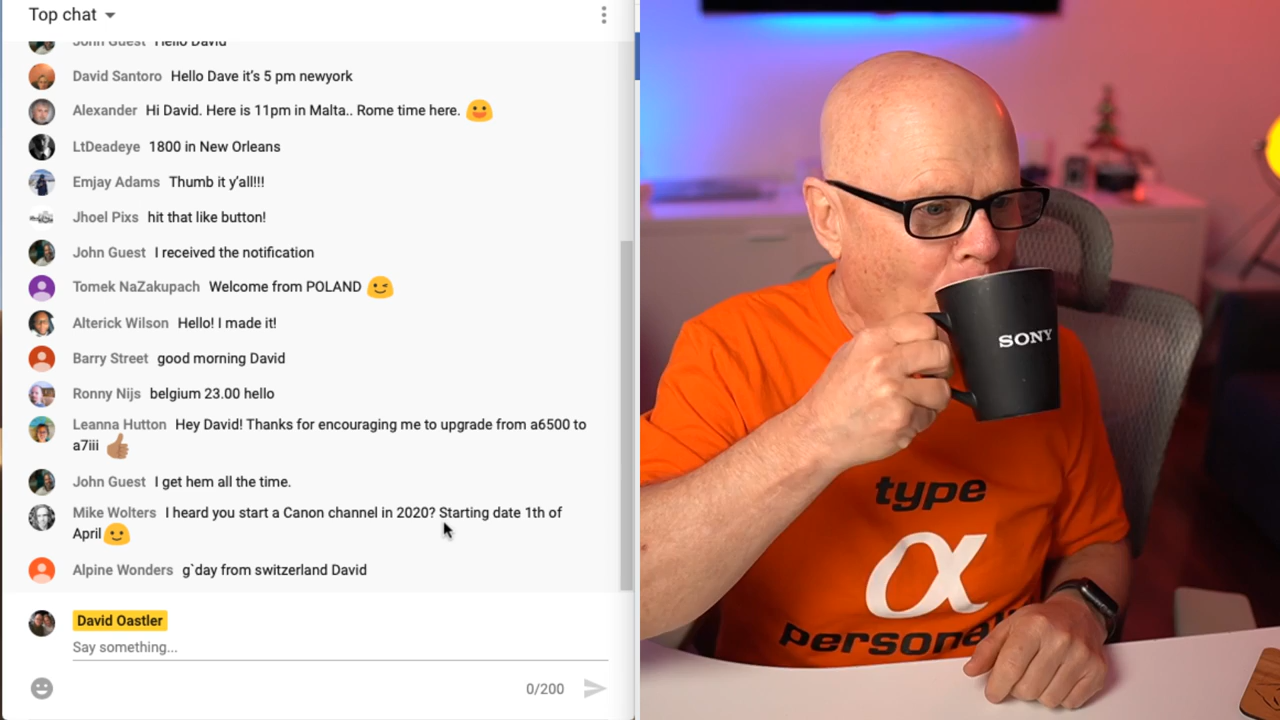 Top chat
John Guest Hello David
David Santoro Hello Dave it's 5 pm newyork
Alexander Hi David. Here is 11pm in Malta.. Rome time here.
LtDeadeye 1800 in New Orleans
Emjay Adams Thumb it y'all!!!
Jhoel Pixs hit that like button!
John Guest I received the notification
Tomek NaZakupach Welcome from POLAND
Alterick Wilson Hello! I made it!
Barry Street good morning David
Ronny Nijs belgium 23.00 hello
Leanna Hutton Hey David! Thanks for encouraging me to upgrade from a6500 to
a7iii
John Guest I get hem all the time.
Mike Wolters I heard you start a Canon channel in 2020? Starting date 1th of
April
Alpine Wonders g`day from switzerland David
David Oastler
Say something...
0/200
SONY
type
α
persona